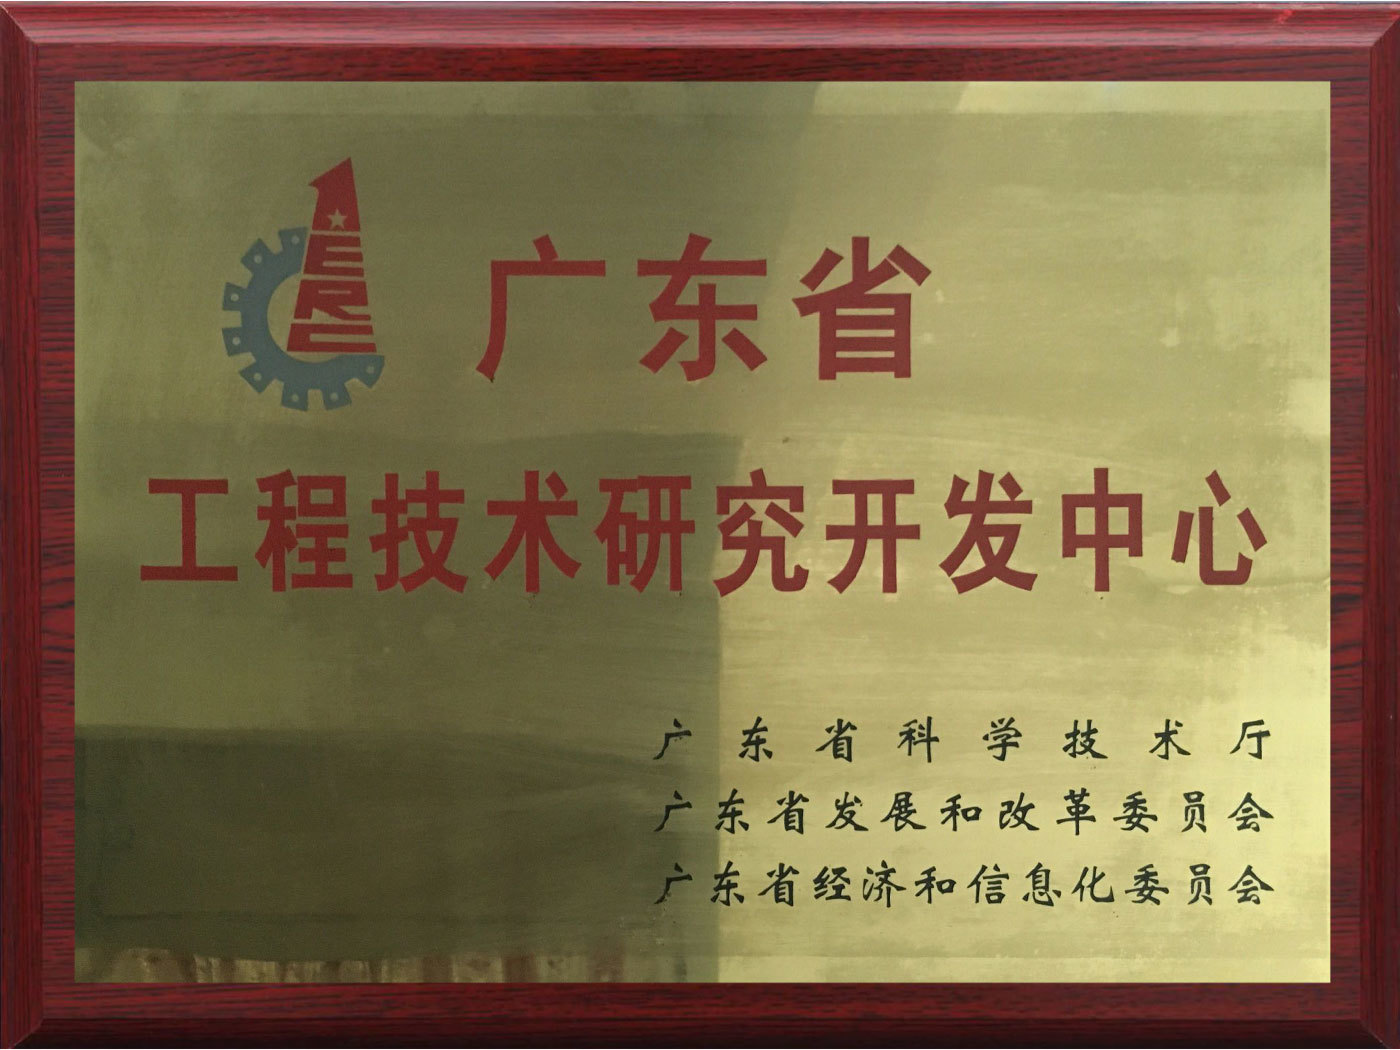 ERC
广东省
工程技术研究开发中心
广东省科学技术厅
广东省发展和改革委员会
广东省经济和信息化委员会